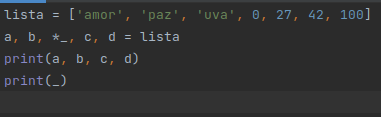 lista = ['amor', 'paz', 'uva', 0, 27, 42, 100]
a, b, *_, c, d = lista
print(a, b, c, d)
print(_)